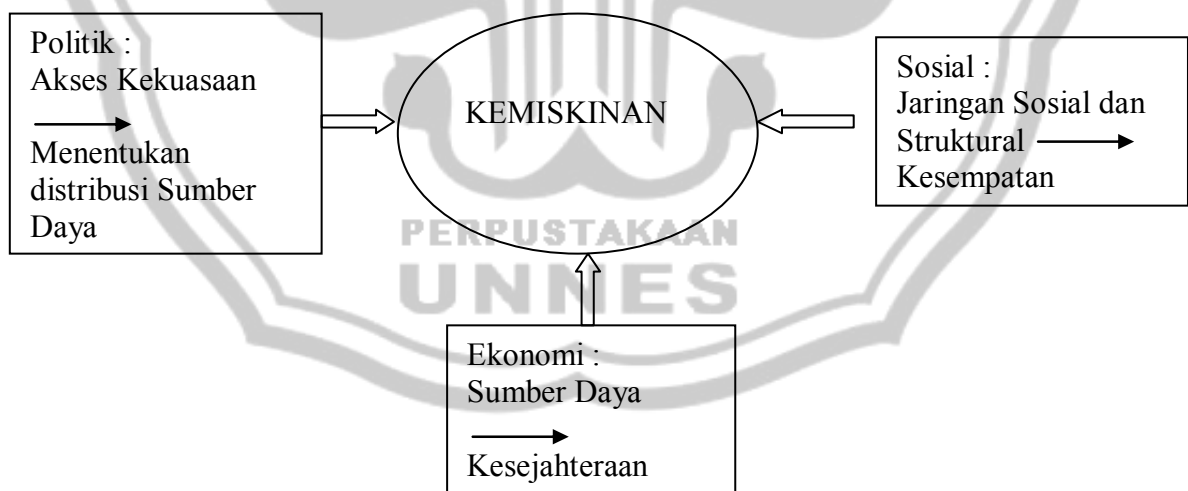 Politik :
Akses Kekuasaan
Menentukan
distribusi Sumber
Daya
KEMISKINAN
Sosial :
Jaringan Sosial dan
Struktural
Kesempatan
PERPUSTAKAAN
UNNES
Ekonomi :
Sumber Daya
Kesejahteraan